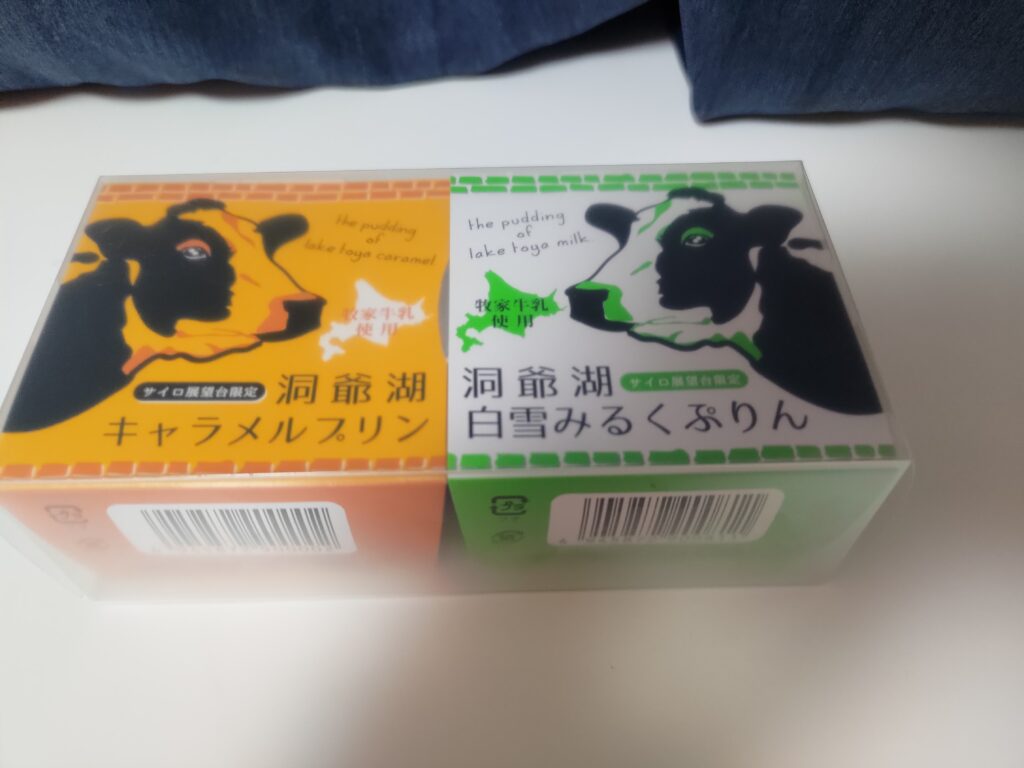 the pudding
of
lake toya caramel
牧家牛乳
使用
サイロ展望台限定
洞爺湖
キャラメルプリン
the pudding
of
lake toya milk.
牧家牛乳
使用
洞爺湖
サイロ展望台限定
白雪みるくぷりん